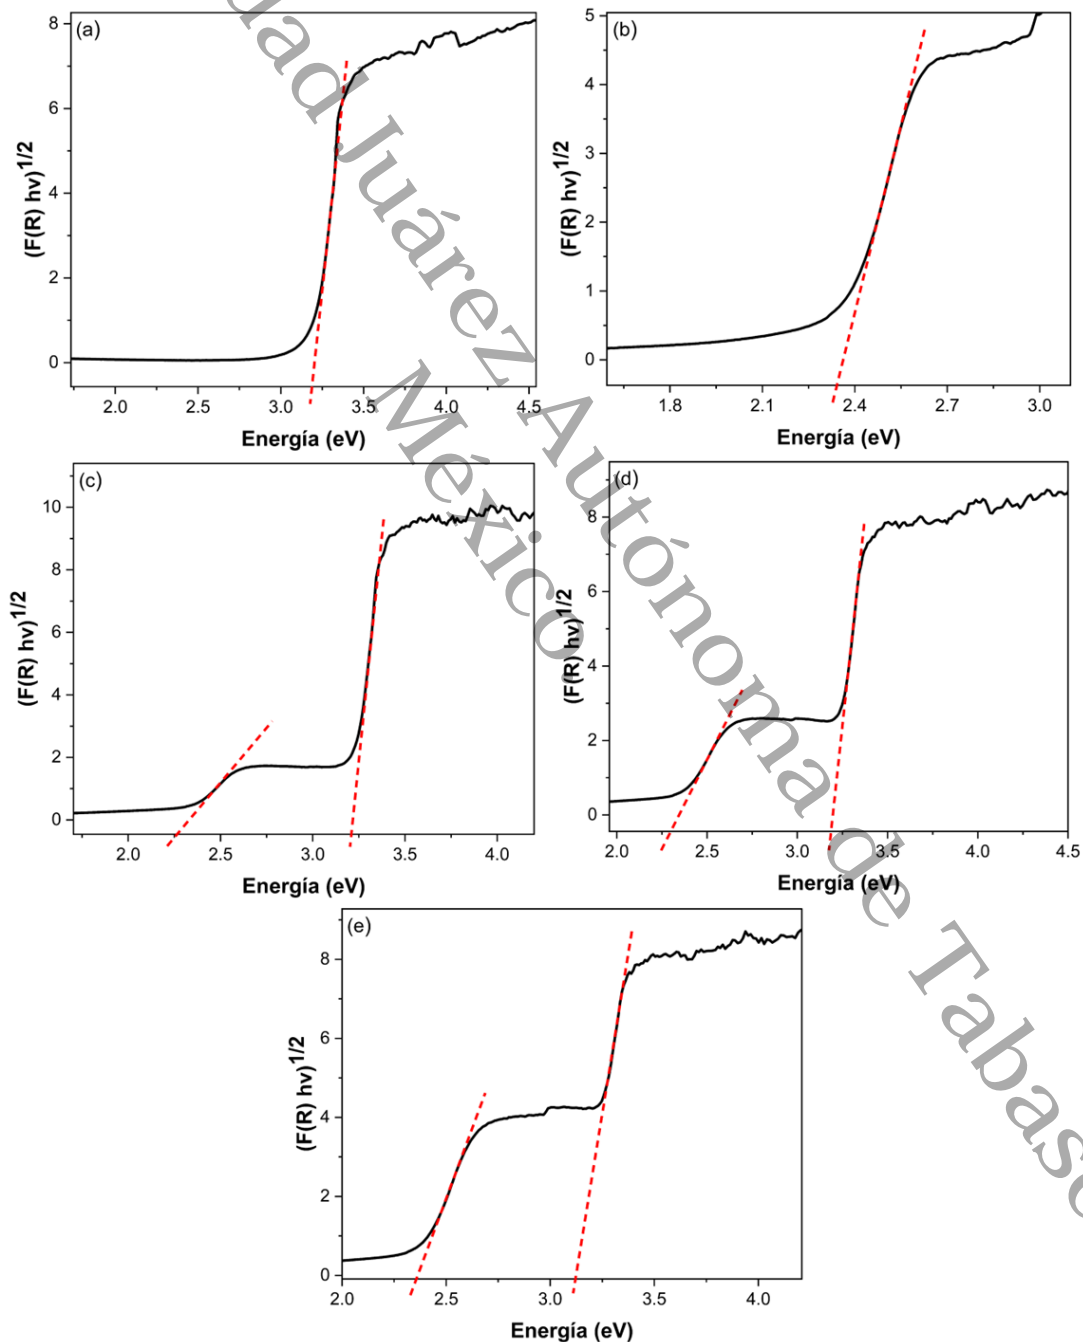 (a)
(F(R) hv)^1/2
8
6
4
2
0
2.0 2.5 3.0 3.5 4.0 4.5
Energía (eV)
(b)
(F(R) hv)^1/2
5
4
3
2
1
0
1.8 2.1 2.4 2.7 3.0
Energía (eV)
(c)
(F(R) hv)^1/2
10
8
6
4
2
0
2.0 2.5 3.0 3.5 4.0
Energía (eV)
(d)
(F(R) hv)^1/2
8
6
4
2
0
2.0 2.5 3.0 3.5 4.0 4.5
Energía (eV)
(e)
(F(R) hv)^1/2
8
6
4
2
0
2.0 2.5 3.0 3.5 4.0
Energía (eV)
Juárez Autónoma de
México.